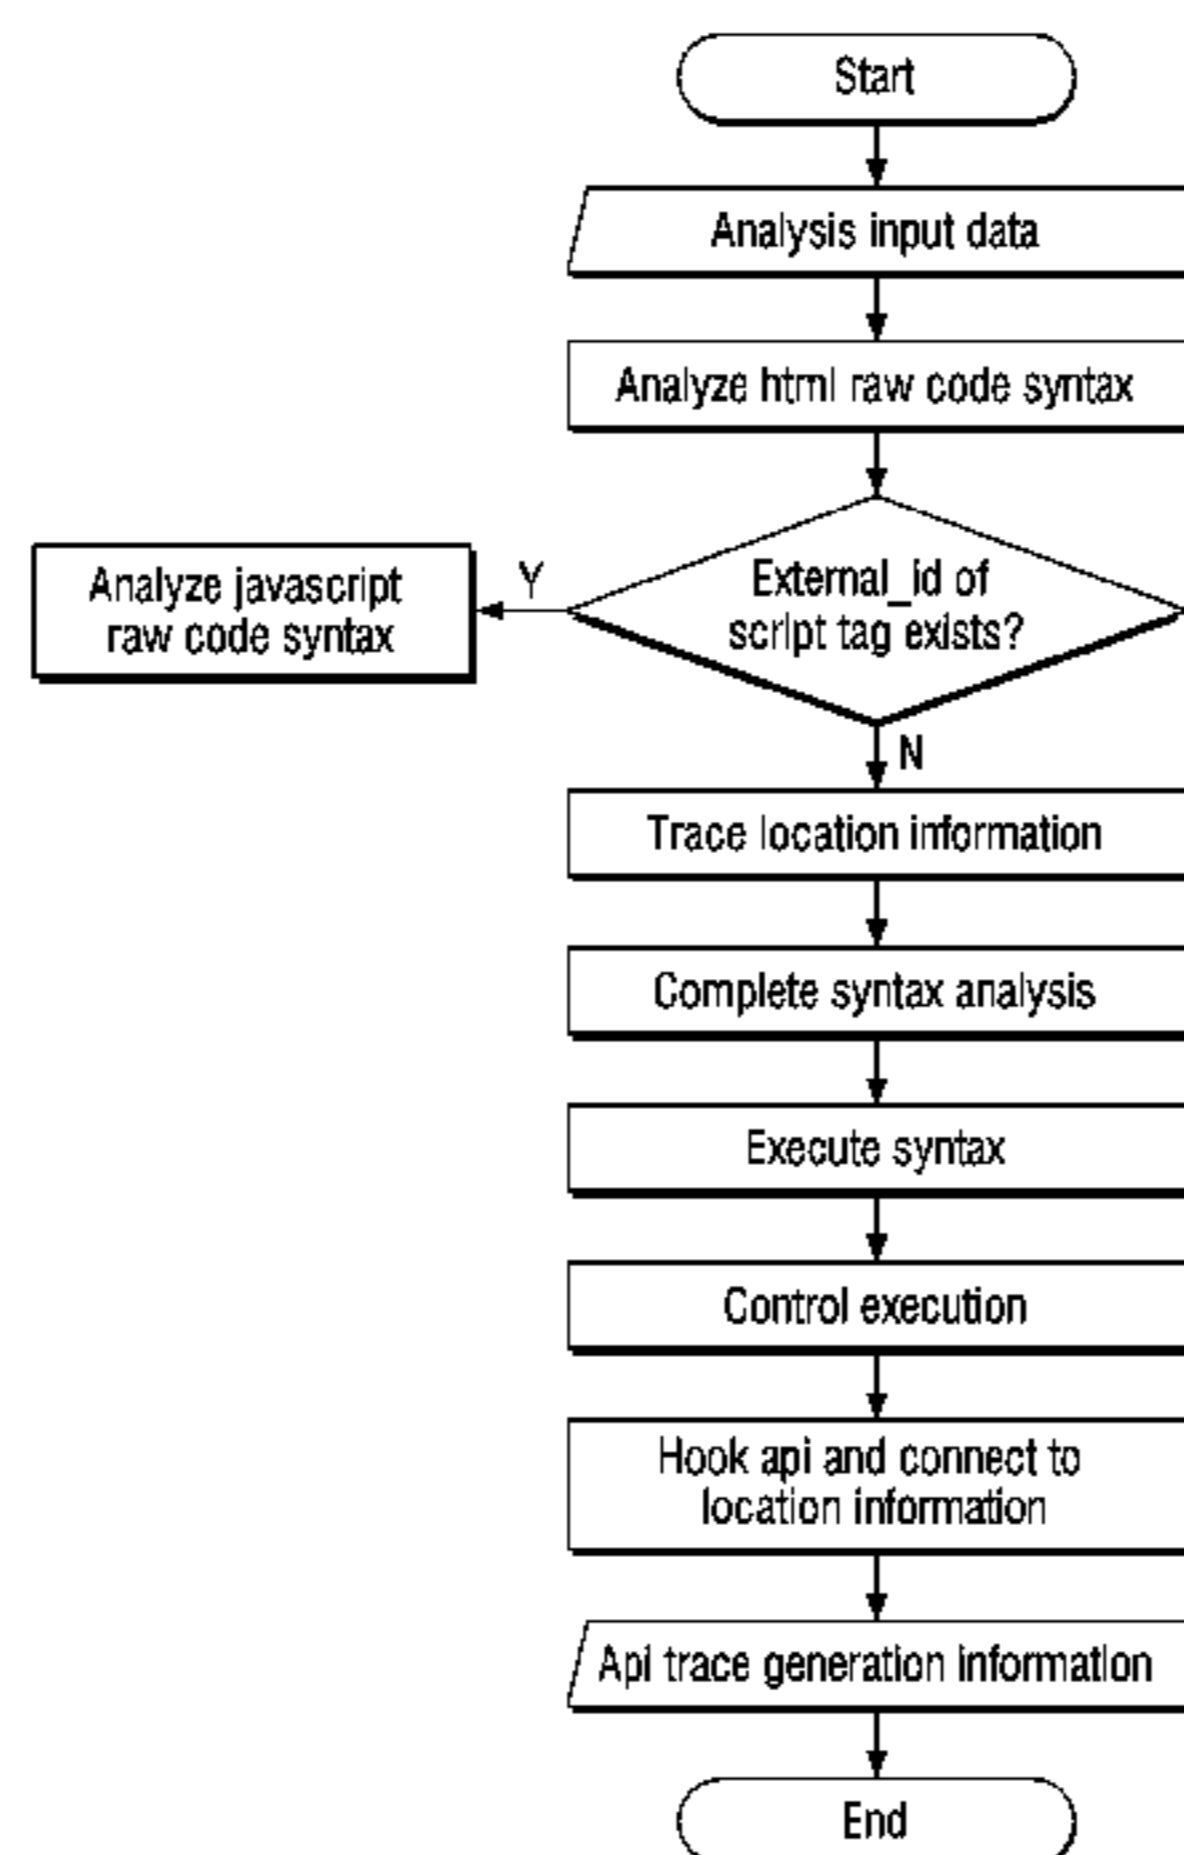 Start
Analysis input data
Analyze html raw code syntax
External_id of
script tag exists?
Y
Analyze javascript
raw code syntax
N
Trace location information
Complete syntax analysis
Execute syntax
Control execution
Hook api and connect to
location information
Api trace generation information
End